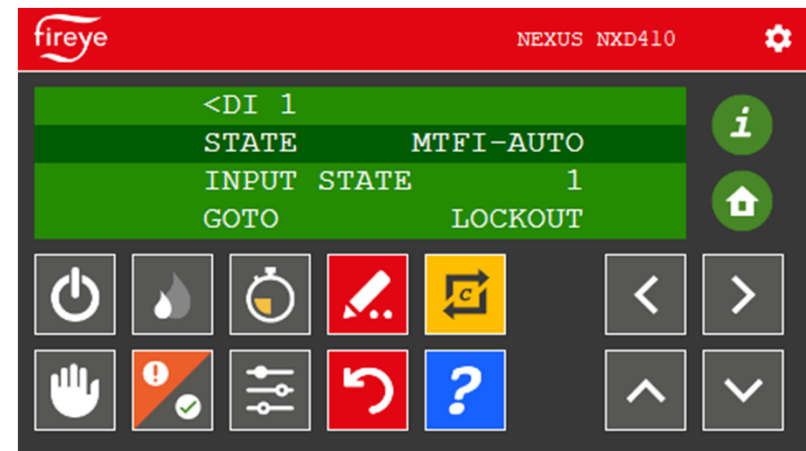 fireye
NEXUS NXD410
<DI 1
STATE MTFI-AUTO
INPUT STATE 1
GOTO LOCKOUT
i
C
?